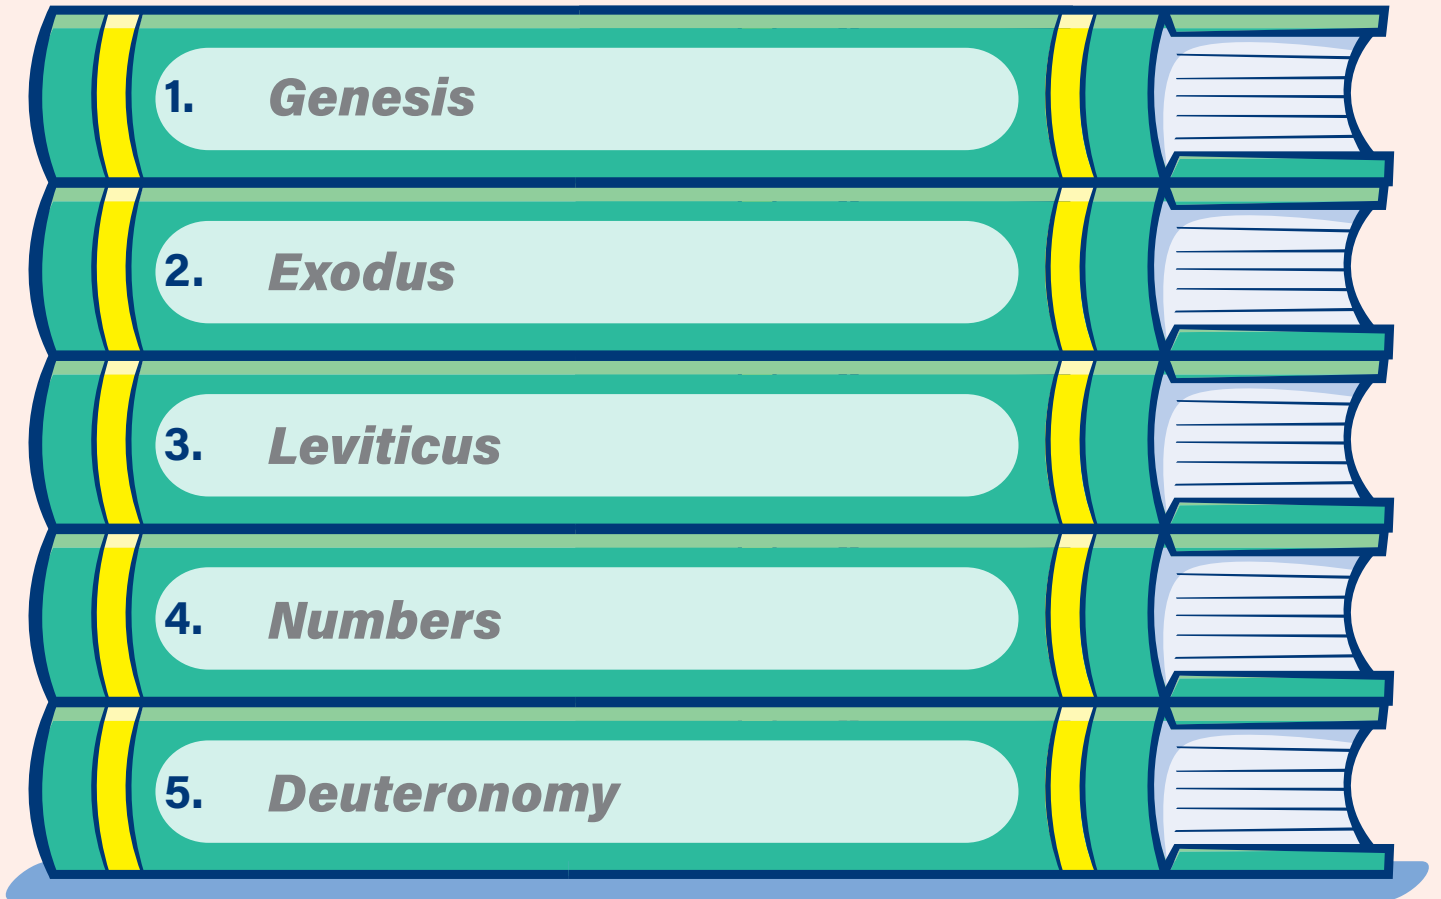 1. Genesis
2. Exodus
3. Leviticus
4. Numbers
5. Deuteronomy